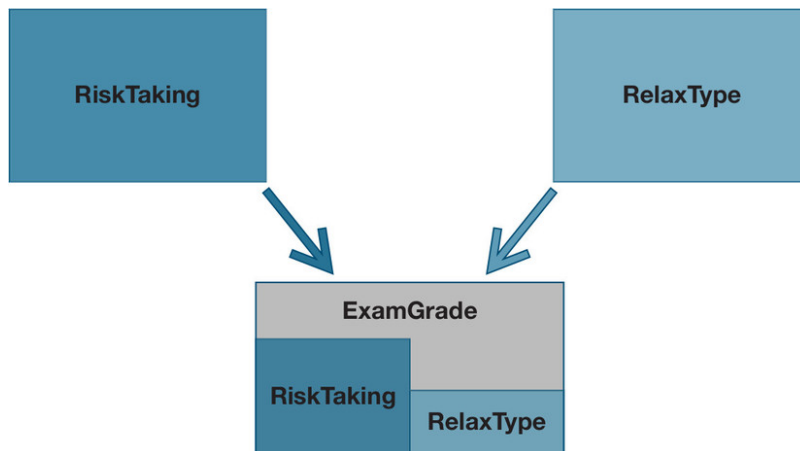 RiskTaking
RelaxType
ExamGrade
RiskTaking
RelaxType